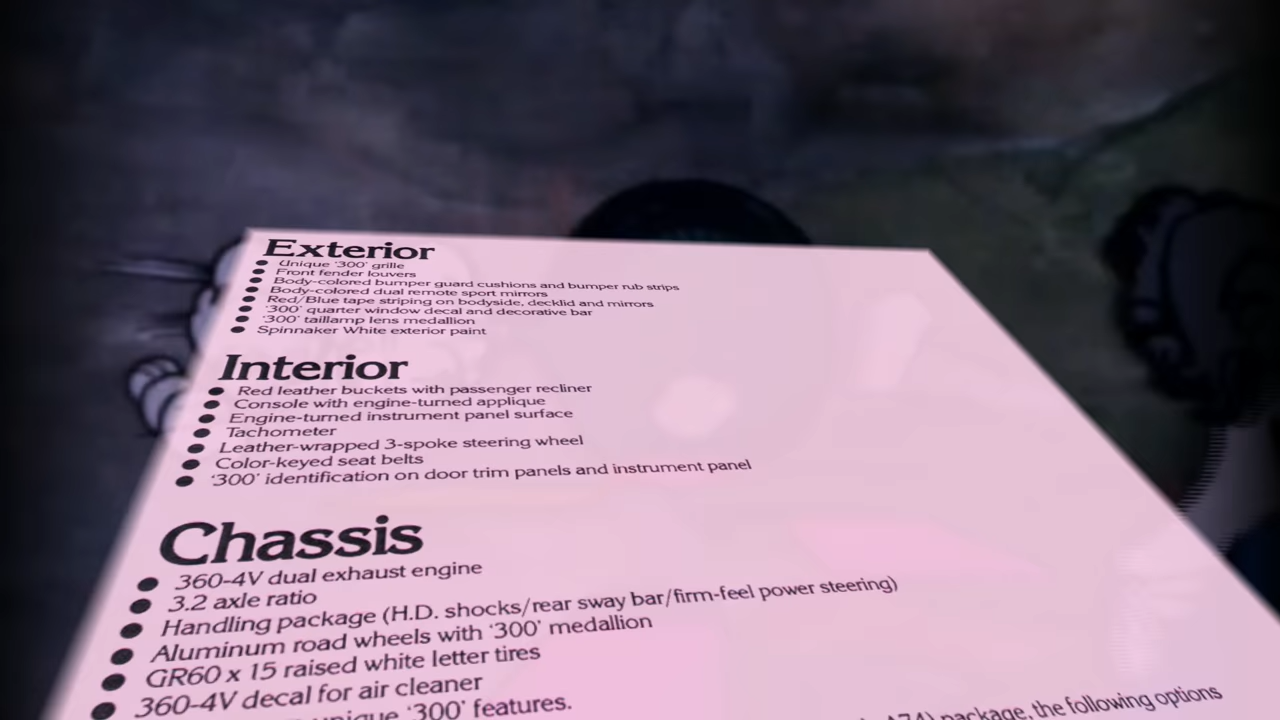 Exterior
● Unique '300' grille
● Front fender louvers
● Body-colored bumper guard cushions and bumper rub strips
● Body-colored dual remote sport mirrors
● Red/Blue tape striping on bodyside, decklid and mirrors
● '300' quarter window decal and decorative bar
● '300' taillamp lens medallion
● Spinnaker White exterior paint
Interior
● Red leather buckets with passenger recliner
● Console with engine-turned applique
● Engine-turned instrument panel surface
● Tachometer
● Leather-wrapped 3-spoke steering wheel
● Color-keyed seat belts
● '300' identification on door trim panels and instrument panel
Chassis
● 360-4V dual exhaust engine
● 3.2 axle ratio
● Handling package (H.D. shocks/rear sway bar/firm-feel power steering)
● Aluminum road wheels with '300' medallion
● GR60 x 15 raised white letter tires
● 360-4V decal for air cleaner
unique '300' features.
A74) package, the following options